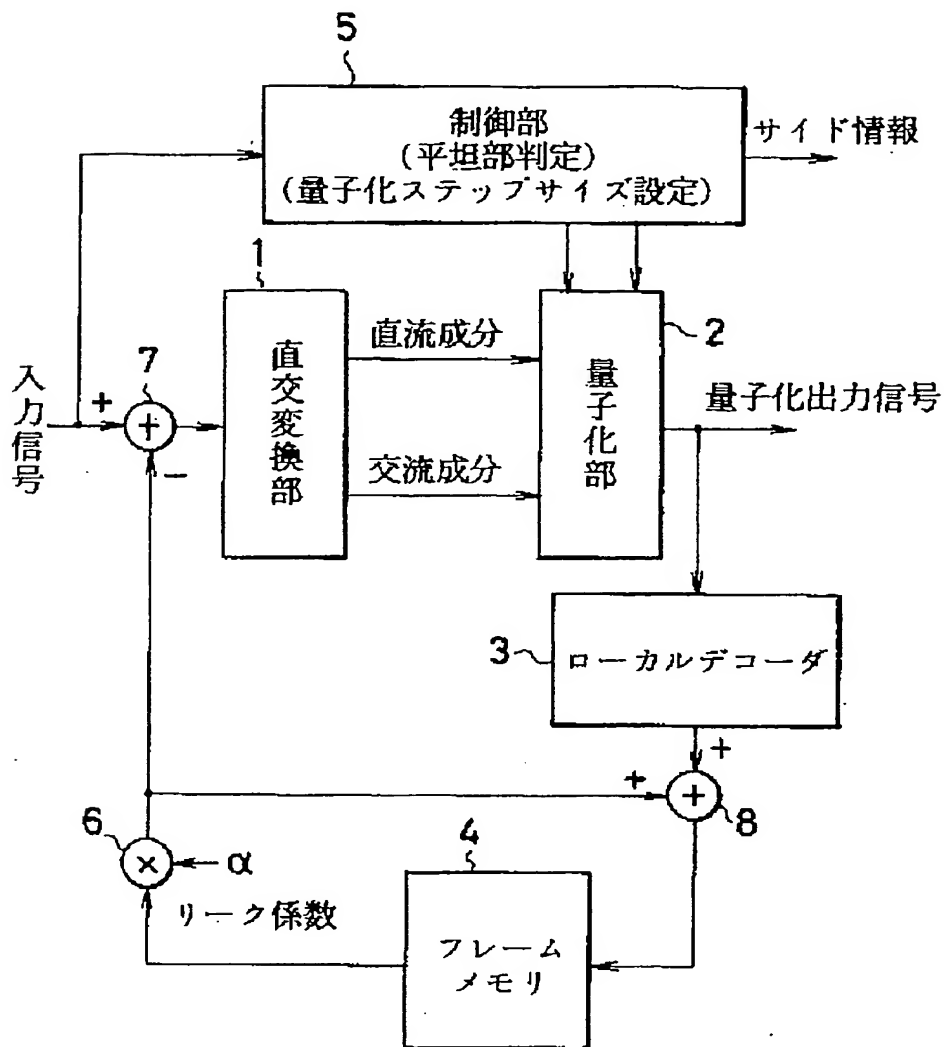 5
制御部
(平坦部判定)
(量子化ステップサイズ設定)
サイド情報
1
直流成分
2
7
入力信号
+
+
−
直交変換部
量子化部
量子化出力信号
交流成分
3
ローカルデコーダ
+
+
+
8
6
×
α
4
リーク係数
フレーム
メモリ